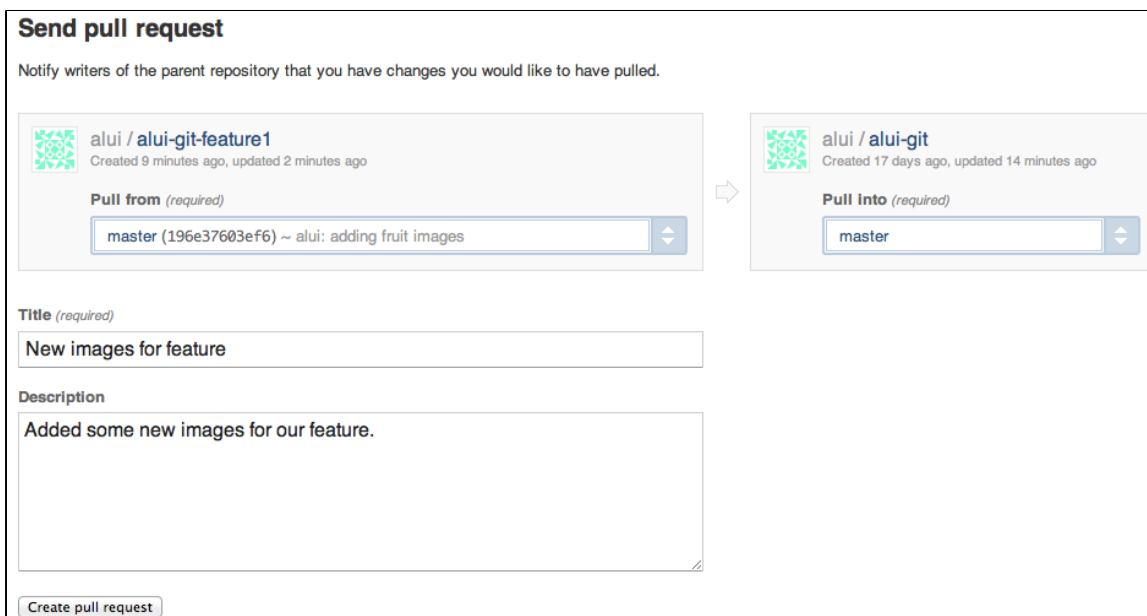 Send pull request
Notify writers of the parent repository that you have changes you would like to have pulled.
alui / alui-git-feature1
Created 9 minutes ago, updated 2 minutes ago
Pull from (required)
master (196e37603ef6) ~ alui: adding fruit images
alui / alui-git
Created 17 days ago, updated 14 minutes ago
Pull into (required)
master
Title (required)
New images for feature
Description
Added some new images for our feature.
Create pull request